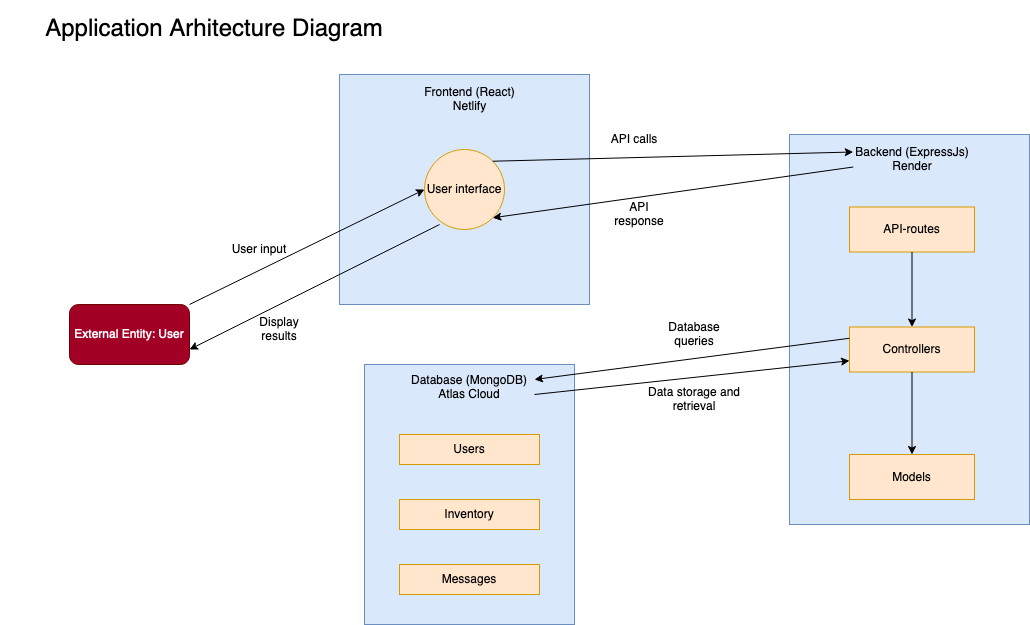 Application Arhitecture Diagram
Frontend (React)
Netlify
User interface
API calls
API
response
Backend (ExpressJs)
Render
API-routes
Controllers
Models
User input
External Entity: User
Display
results
Database
queries
Data storage and
retrieval
Database (MongoDB)
Atlas Cloud
Users
Inventory
Messages